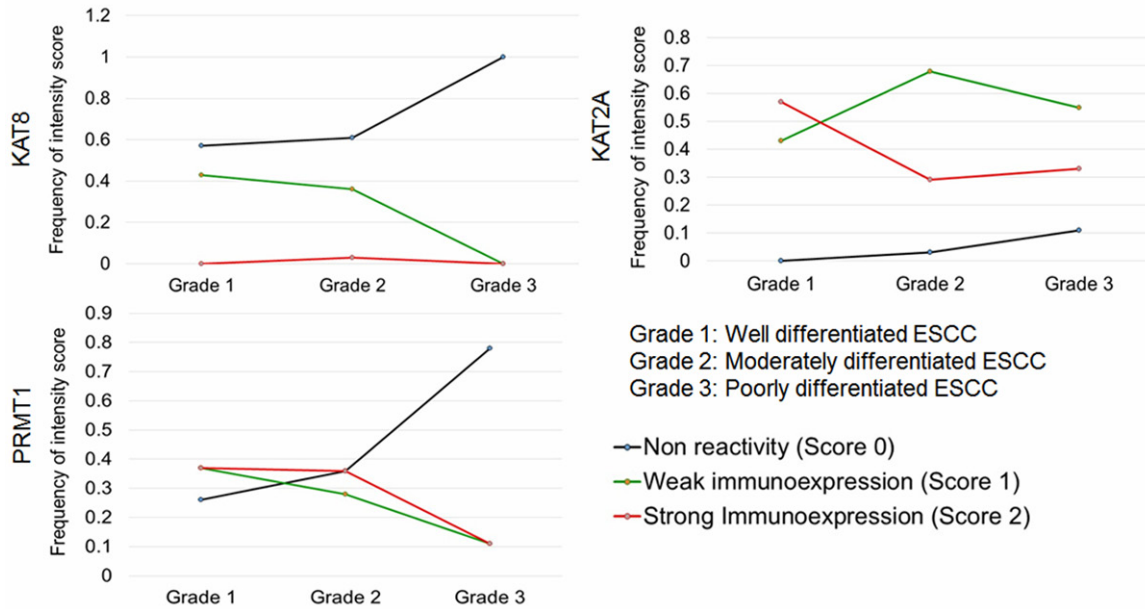 KAT8
Frequency of intensity score
1.2
1
0.8
0.6
0.4
0.2
0
Grade 1 Grade 2 Grade 3
KAT2A
Frequency of intensity score
0.8
0.7
0.6
0.5
0.4
0.3
0.2
0.1
0
Grade 1 Grade 2 Grade 3
PRMT1
Frequency of intensity score
0.9
0.8
0.7
0.6
0.5
0.4
0.3
0.2
0.1
0
Grade 1 Grade 2 Grade 3
Grade 1: Well differentiated ESCC
Grade 2: Moderately differentiated ESCC
Grade 3: Poorly differentiated ESCC
Non reactivity (Score 0)
Weak immunoexpression (Score 1)
Strong Immunoexpression (Score 2)